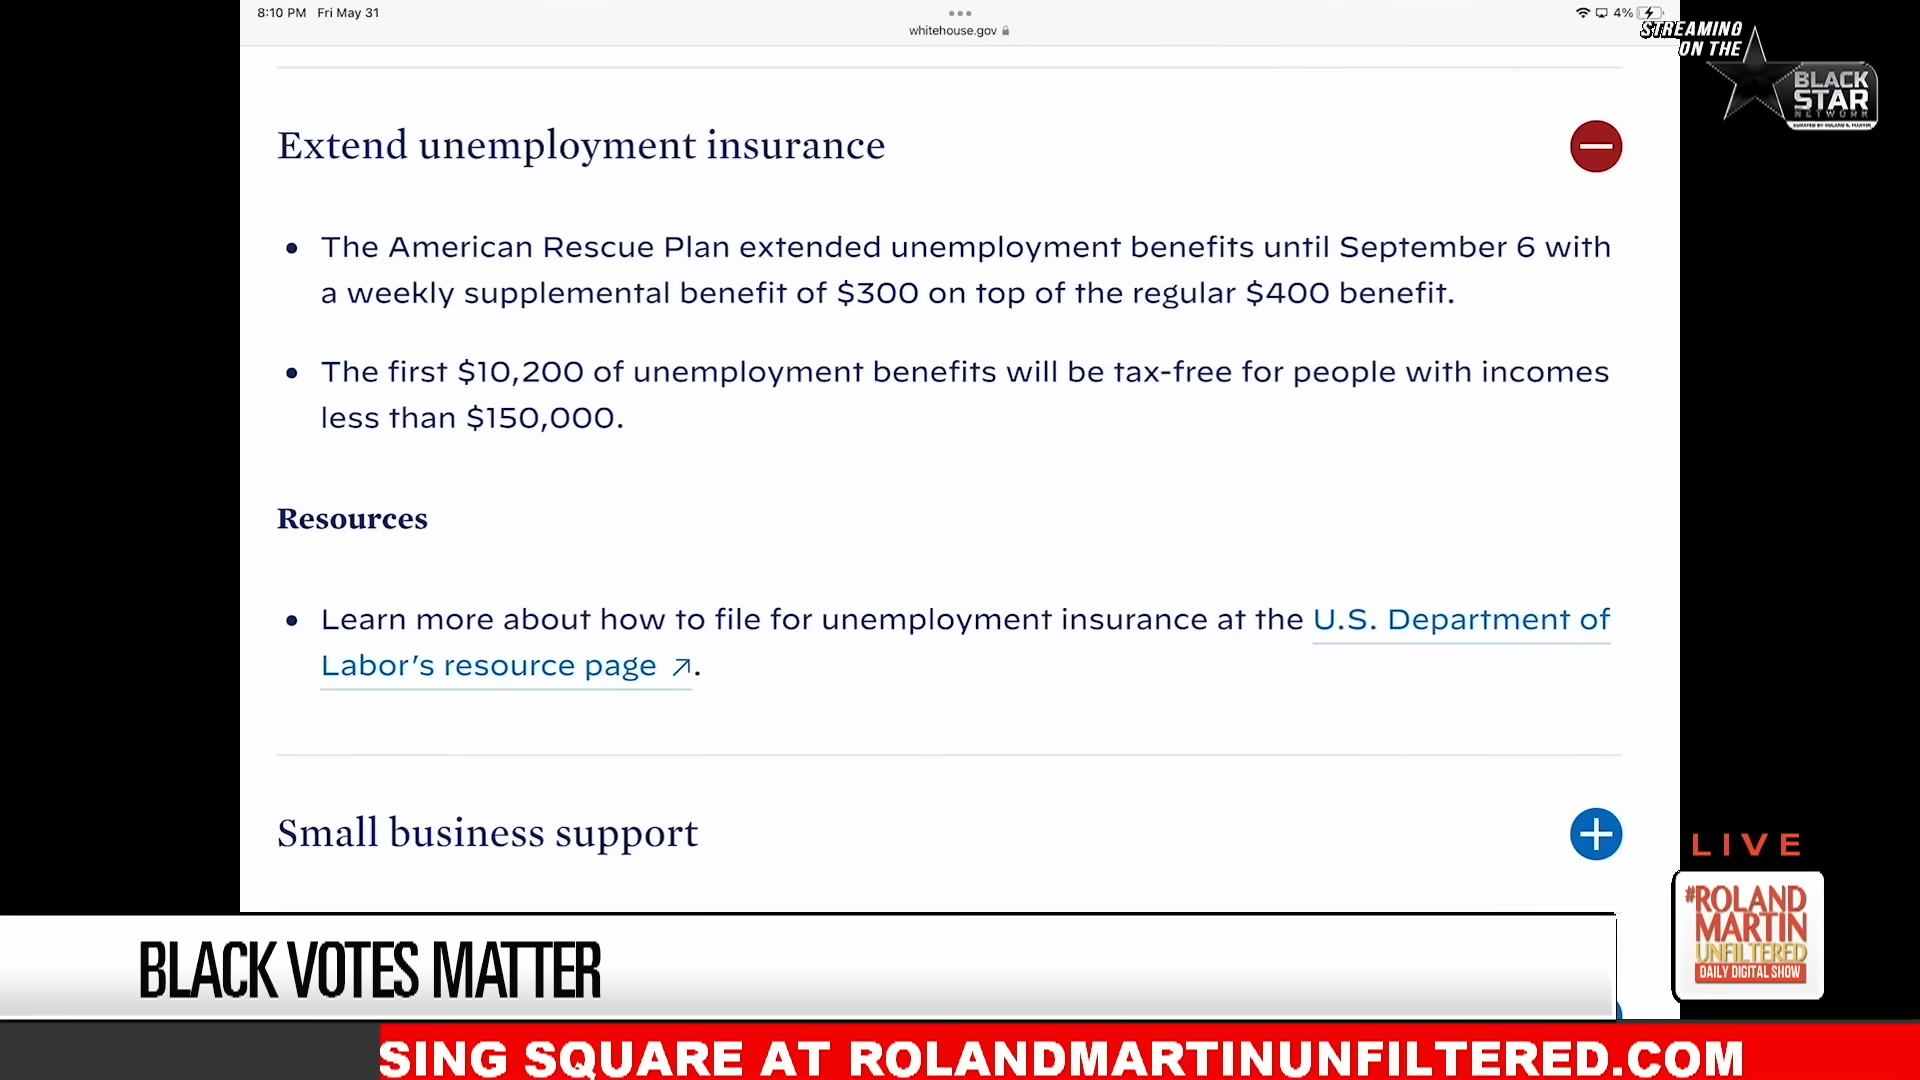 8:10 PM Fri May 31
whitehouse.gov
4%
STREAMING
ON THE
BLACK
STAR
NETWORK
Extend unemployment insurance
The American Rescue Plan extended unemployment benefits until September 6 with
a weekly supplemental benefit of $300 on top of the regular $400 benefit.
The first $10,200 of unemployment benefits will be tax-free for people with incomes
less than $150,000.
Resources
Learn more about how to file for unemployment insurance at the U.S. Department of
Labor’s resource page ↗.
Small business support
LIVE
#ROLAND
MARTIN
UNFILTERED
DAILY DIGITAL SHOW
BLACK VOTES MATTER
SING SQUARE AT ROLANDMARTINUNFILTERED.COM